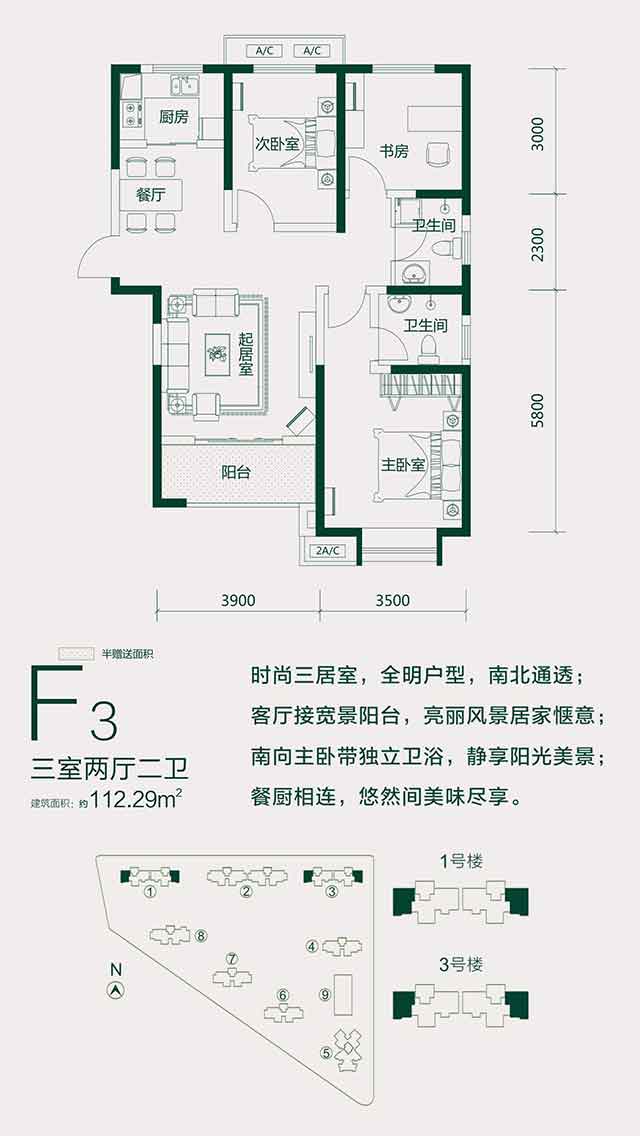 A/C A/C
厨房
次卧室
书房
餐厅
卫生间
卫生间
起居室
主卧室
阳台
2A/C
3000
2300
5800
3900 3500
半赠送面积
F3
三室两厅二卫
建筑面积：约112.29m²
时尚三居室，全明户型，南北通透；
客厅接宽景阳台，亮丽风景居家惬意；
南向主卧带独立卫浴，静享阳光美景；
餐厨相连，悠然间美味尽享。
① ② ③
⑧ ④
⑦
⑥ ⑨
⑤
N
1号楼
3号楼